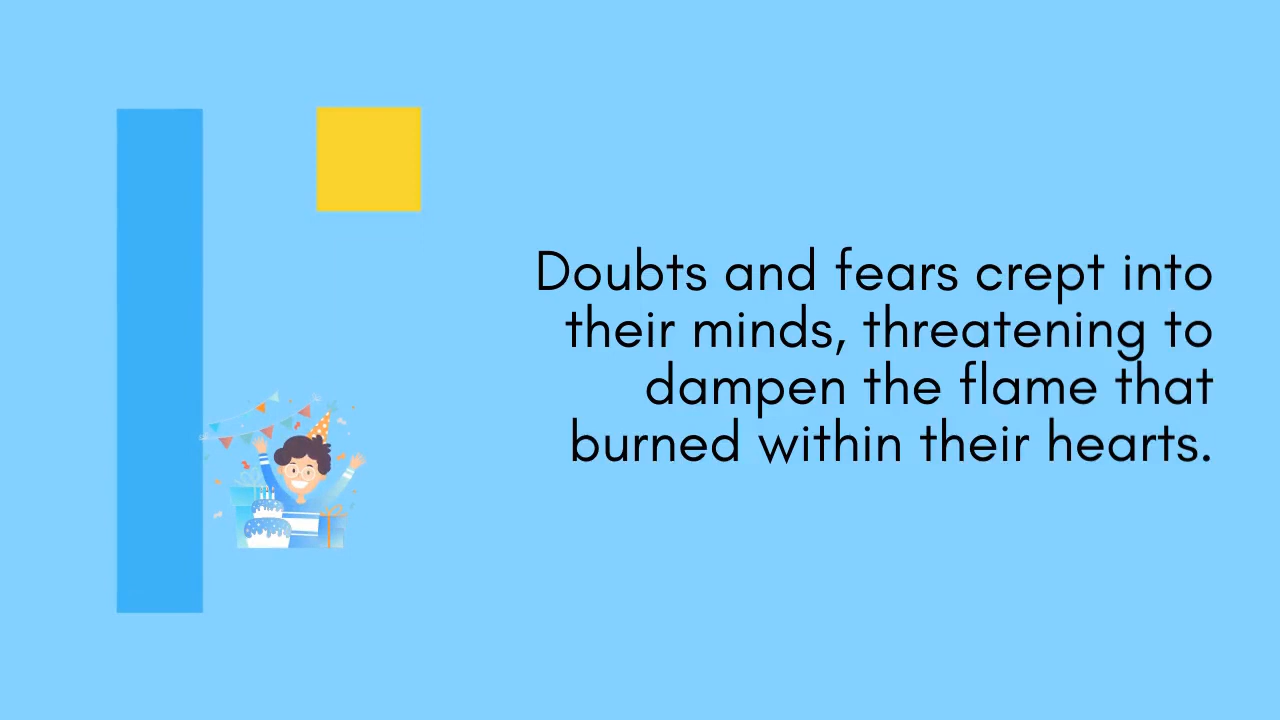 Doubts and fears crept into
their minds, threatening to
dampen the flame that
burned within their hearts.